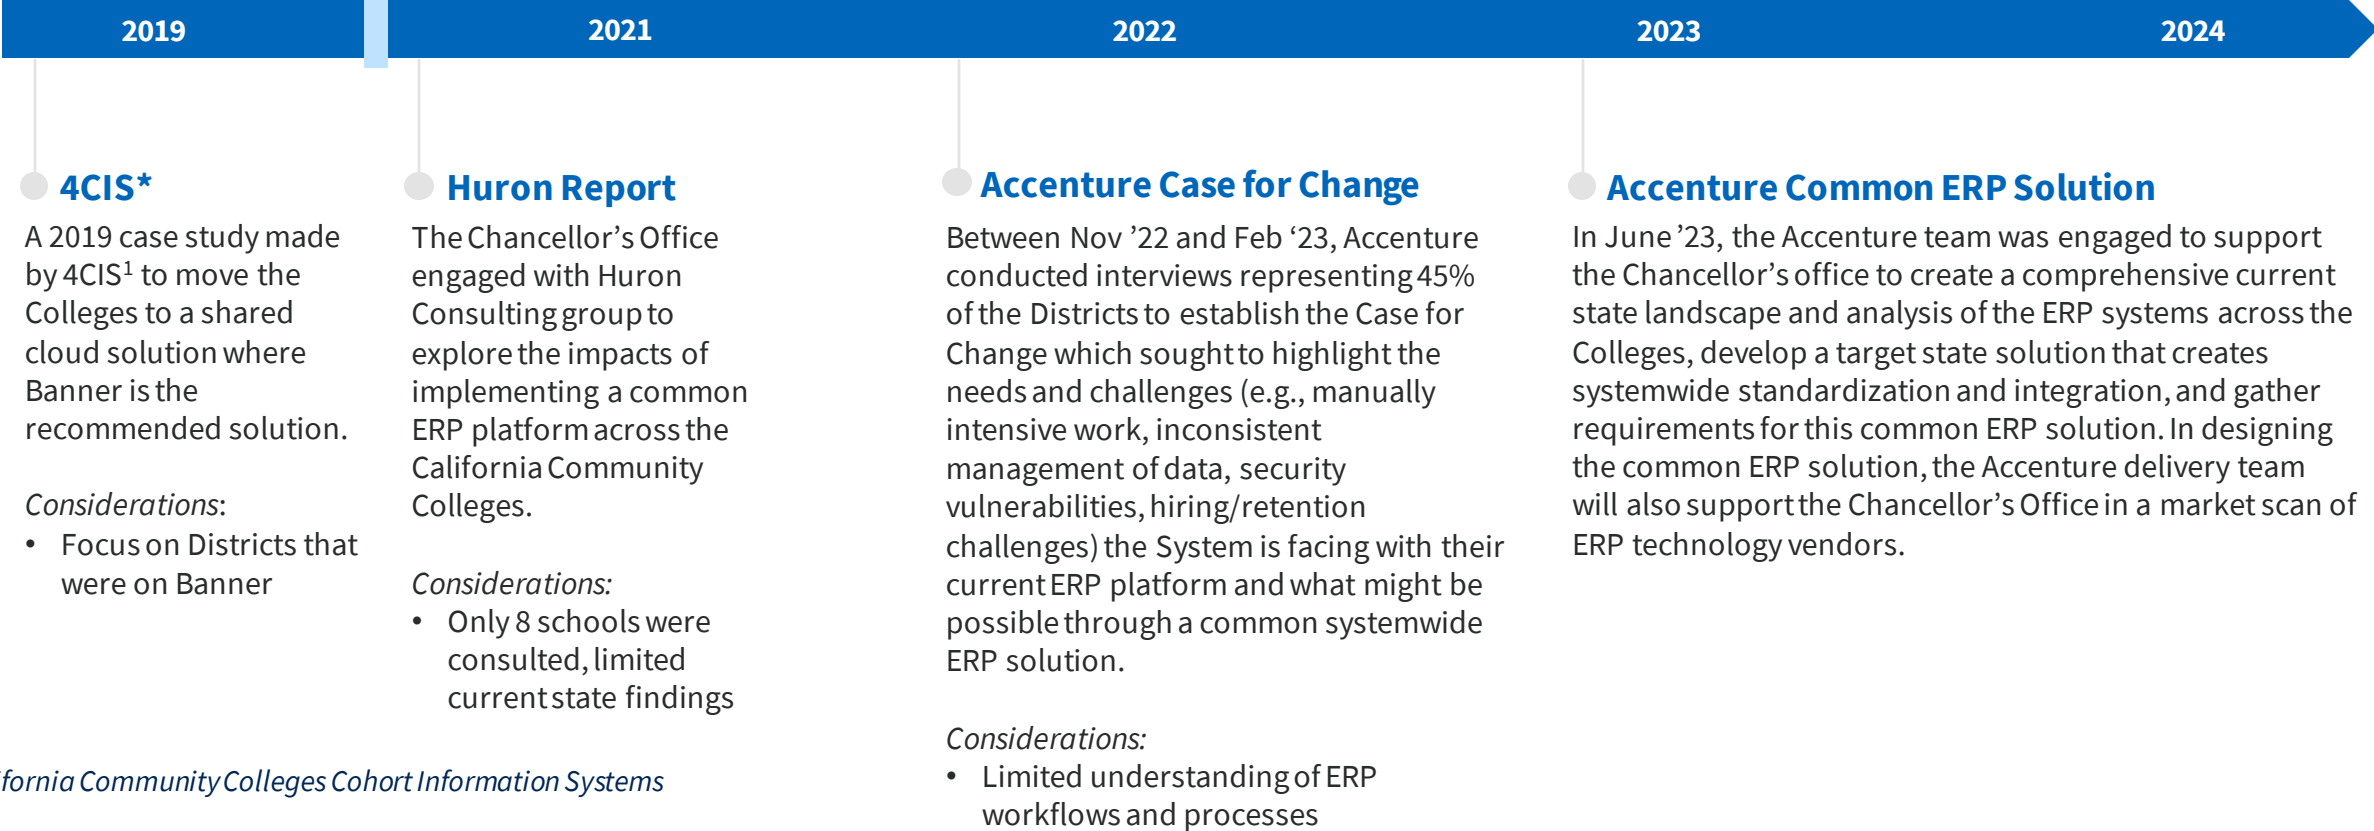 2019
2021
2022
2023
2024
4CIS*
A 2019 case study made
by 4CIS¹ to move the
Colleges to a shared
cloud solution where
Banner is the
recommended solution.
Considerations:
• Focus on Districts that
were on Banner
Huron Report
The Chancellor’s Office
engaged with Huron
Consulting group to
explore the impacts of
implementing a common
ERP platform across the
California Community
Colleges.
Considerations:
• Only 8 schools were
consulted, limited
current state findings
Accenture Case for Change
Between Nov ’22 and Feb ‘23, Accenture
conducted interviews representing 45%
of the Districts to establish the Case for
Change which sought to highlight the
needs and challenges (e.g., manually
intensive work, inconsistent
management of data, security
vulnerabilities, hiring/retention
challenges) the System is facing with their
current ERP platform and what might be
possible through a common systemwide
ERP solution.
Considerations:
• Limited understanding of ERP
workflows and processes
Accenture Common ERP Solution
In June ’23, the Accenture team was engaged to support
the Chancellor’s office to create a comprehensive current
state landscape and analysis of the ERP systems across the
Colleges, develop a target state solution that creates
systemwide standardization and integration, and gather
requirements for this common ERP solution. In designing
the common ERP solution, the Accenture delivery team
will also support the Chancellor’s Office in a market scan of
ERP technology vendors.
fornia Community Colleges Cohort Information Systems